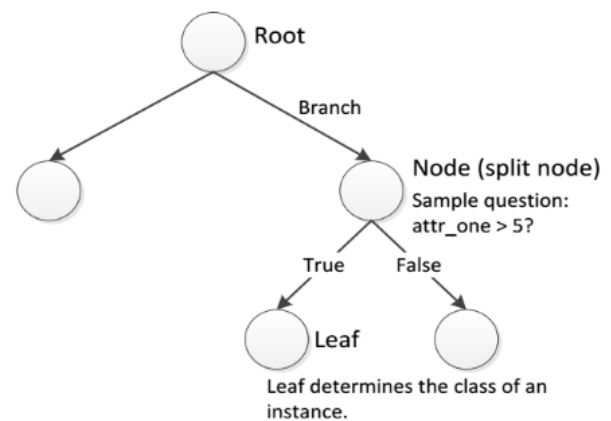 Root
Branch
Node (split node)
Sample question:
attr_one > 5?
True
False
Leaf
Leaf determines the class of an
instance.